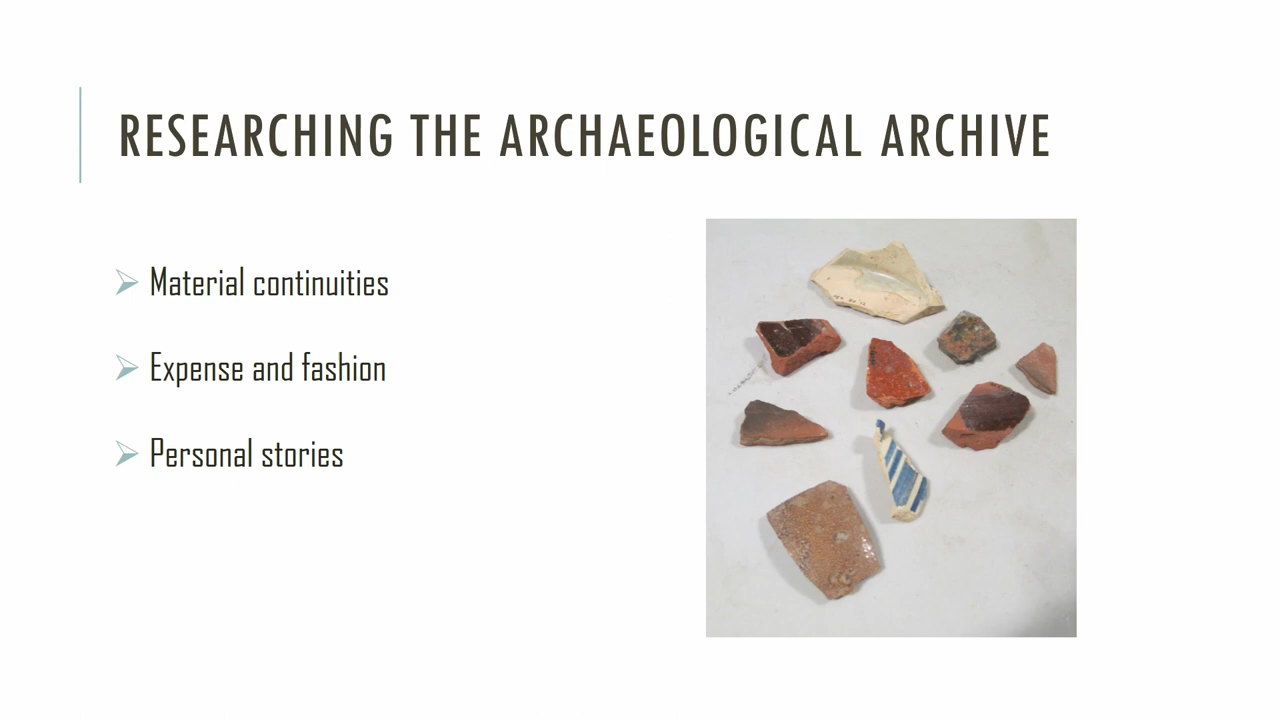 RESEARCHING THE ARCHAEOLOGICAL ARCHIVE
Material continuities
Expense and fashion
Personal stories